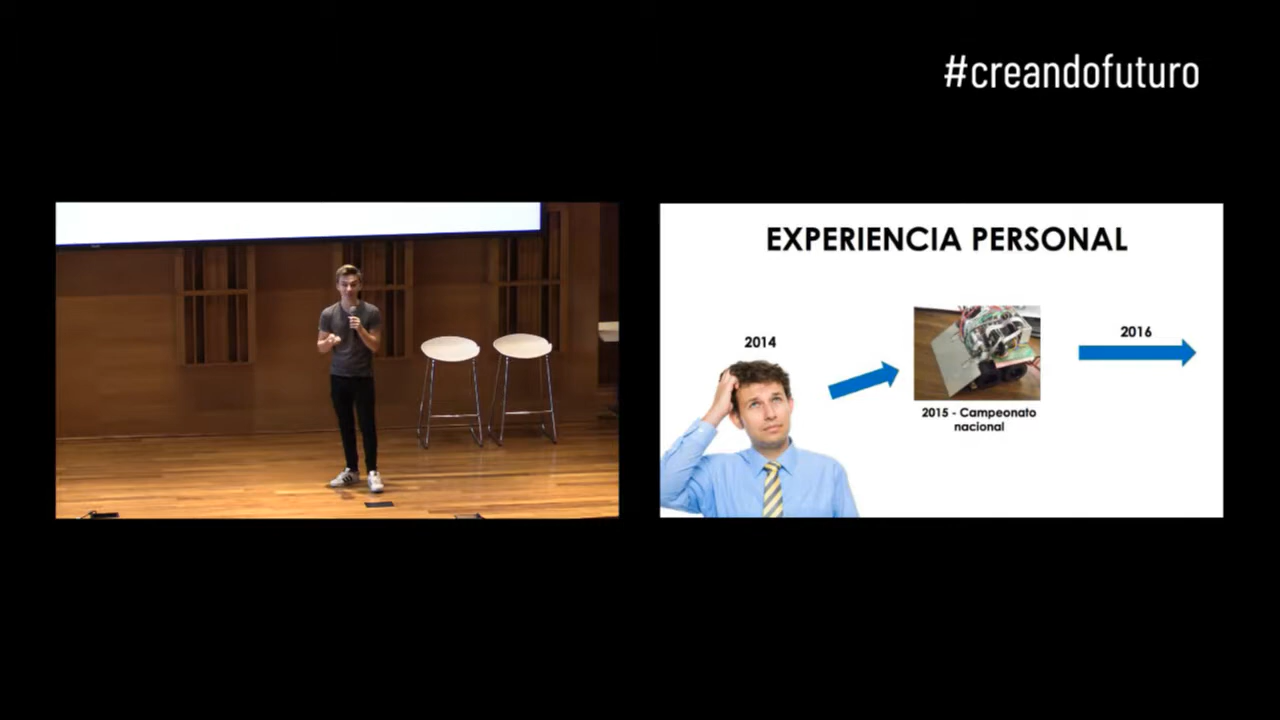 #creandofuturo
EXPERIENCIA PERSONAL
2014
2016
2015 - Campeonato
nacional